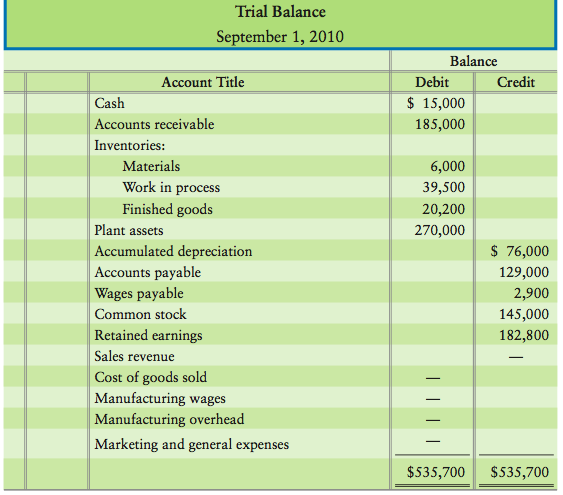 Trial Balance
September 1, 2010
Balance
Account Title Debit Credit
Cash $ 15,000
Accounts receivable 185,000
Inventories:
Materials 6,000
Work in process 39,500
Finished goods 20,200
Plant assets 270,000
Accumulated depreciation $ 76,000
Accounts payable 129,000
Wages payable 2,900
Common stock 145,000
Retained earnings 182,800
Sales revenue —
Cost of goods sold —
Manufacturing wages —
Manufacturing overhead —
Marketing and general expenses —
$535,700 $535,700